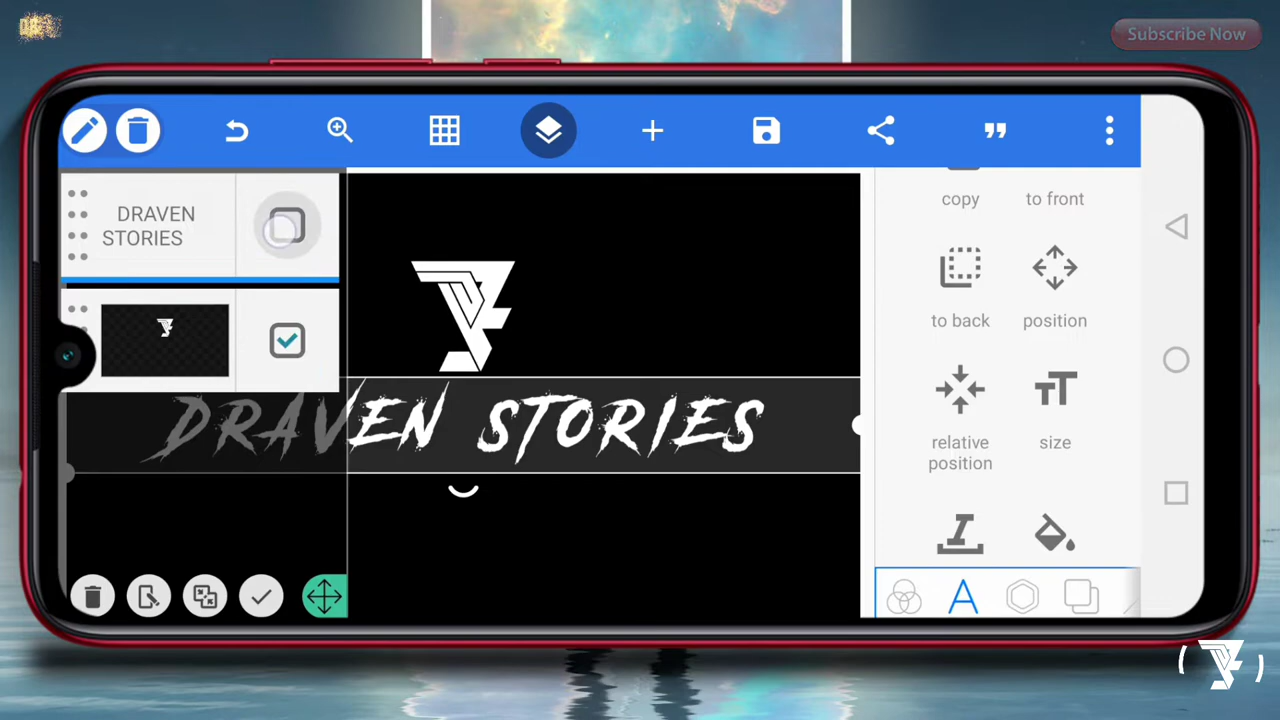 Subscribe Now
DRAVEN
STORIES
copy
to front
to back
position
relative
position
size
DRAVEN STORIES